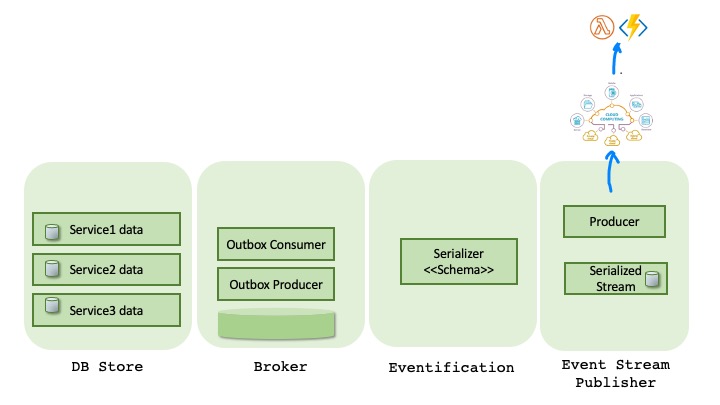 CLOUD
COMPUTING
Service1 data
Service2 data
Service3 data
DB Store
Outbox Consumer
Outbox Producer
Broker
Serializer
<<Schema>>
Eventification
Producer
Serialized
Stream
Event Stream
Publisher